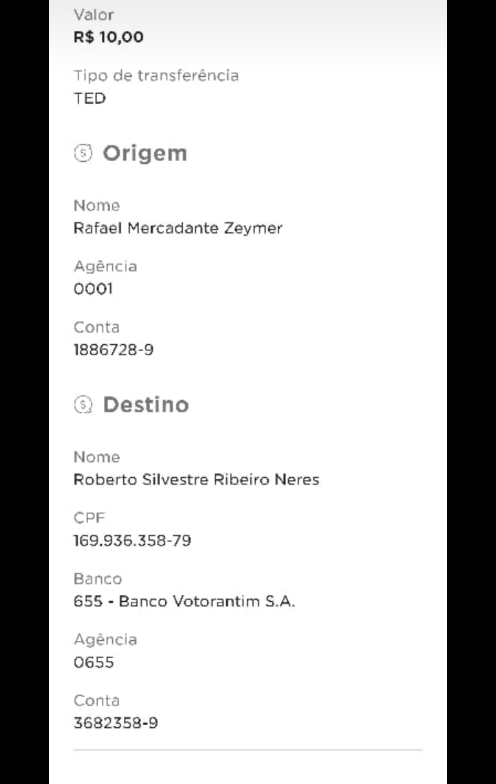 Valor
R$ 10,00
Tipo de transferência
TED
Origem
Nome
Rafael Mercadante Zeymer
Agência
0001
Conta
1886728-9
Destino
Nome
Roberto Silvestre Ribeiro Neres
CPF
169.936.358-79
Banco
655 - Banco Votorantim S.A.
Agência
0655
Conta
3682358-9